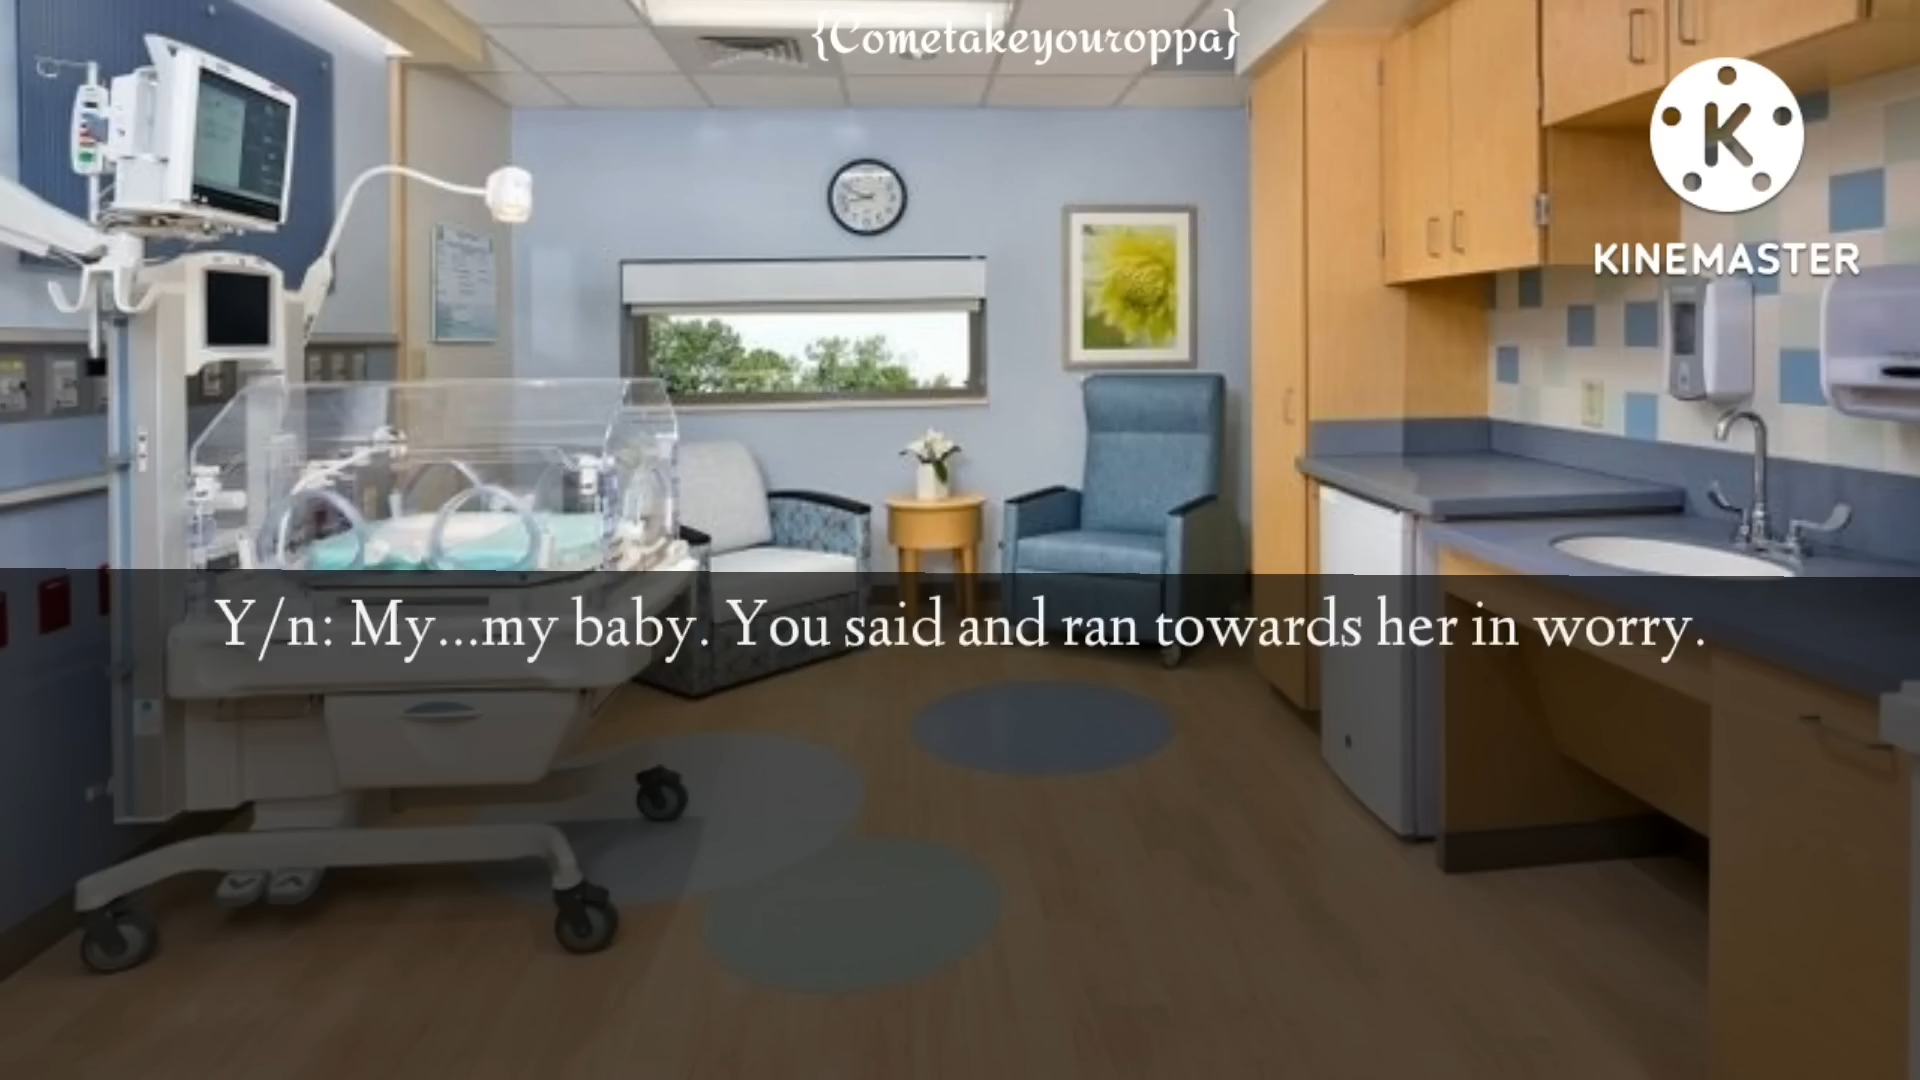 {Cometakeyouroppa}
KINEMASTER
Y/n: My...my baby. You said and ran towards her in worry.